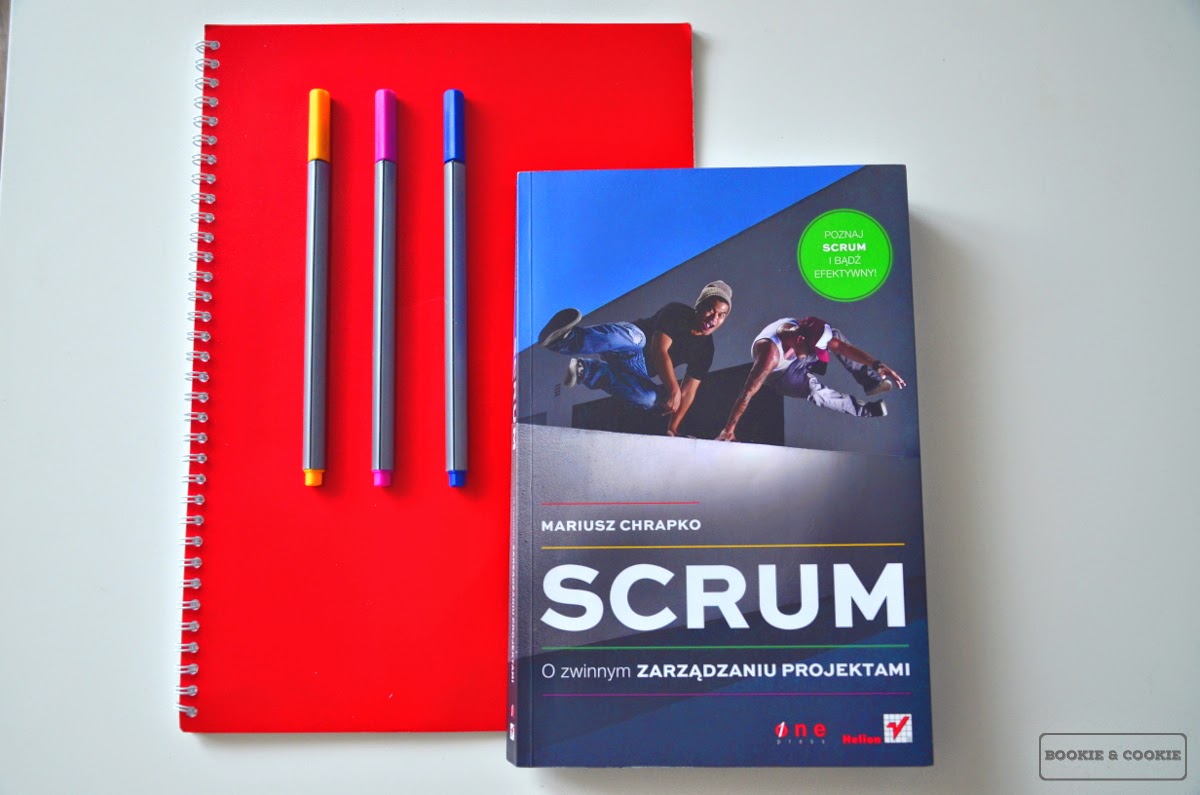 POZNAJ
SCRUM
I BĄDŹ
EFEKTYWNY!
MARIUSZ CHRAPKO
SCRUM
O zwinnym ZARZĄDZANIU PROJEKTAMI
one
press
Helion
BOOKIE & COOKIE